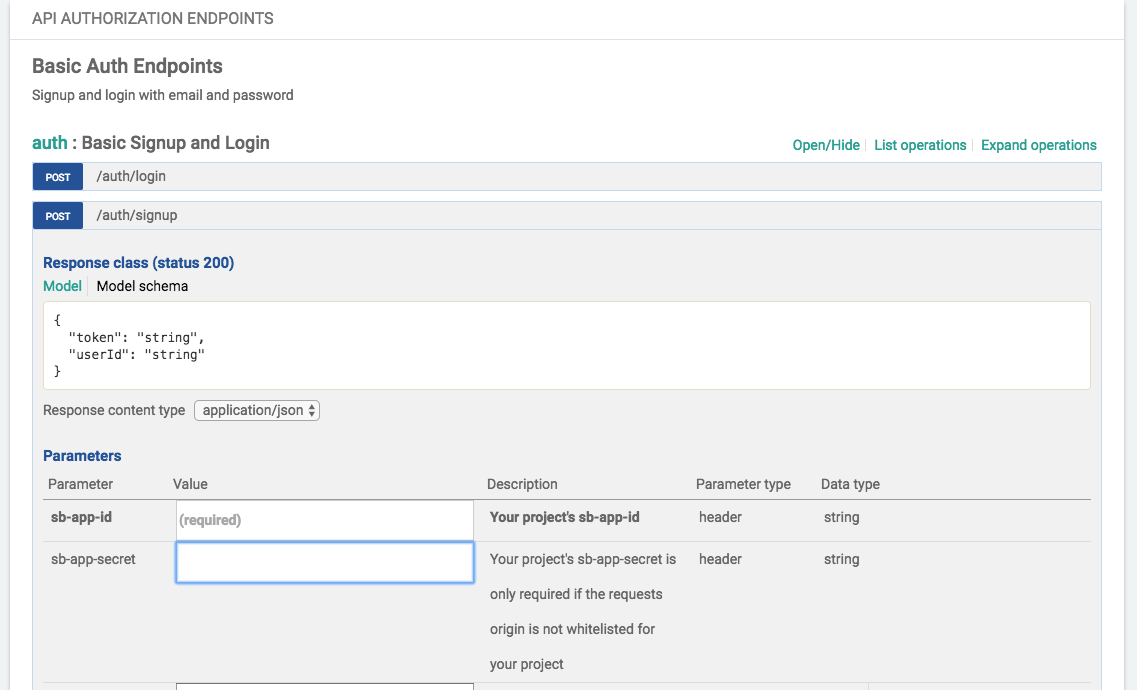 API AUTHORIZATION ENDPOINTS
Basic Auth Endpoints
Signup and login with email and password
auth : Basic Signup and Login
Open/Hide List operations Expand operations
POST /auth/login
POST /auth/signup
Response class (status 200)
Model Model schema
{
"token": "string",
"userId": "string"
}
Response content type application/json
Parameters
Parameter Value Description Parameter type Data type
sb-app-id (required) Your project's sb-app-id header string
sb-app-secret Your project's sb-app-secret is header string
only required if the requests
origin is not whitelisted for
your project